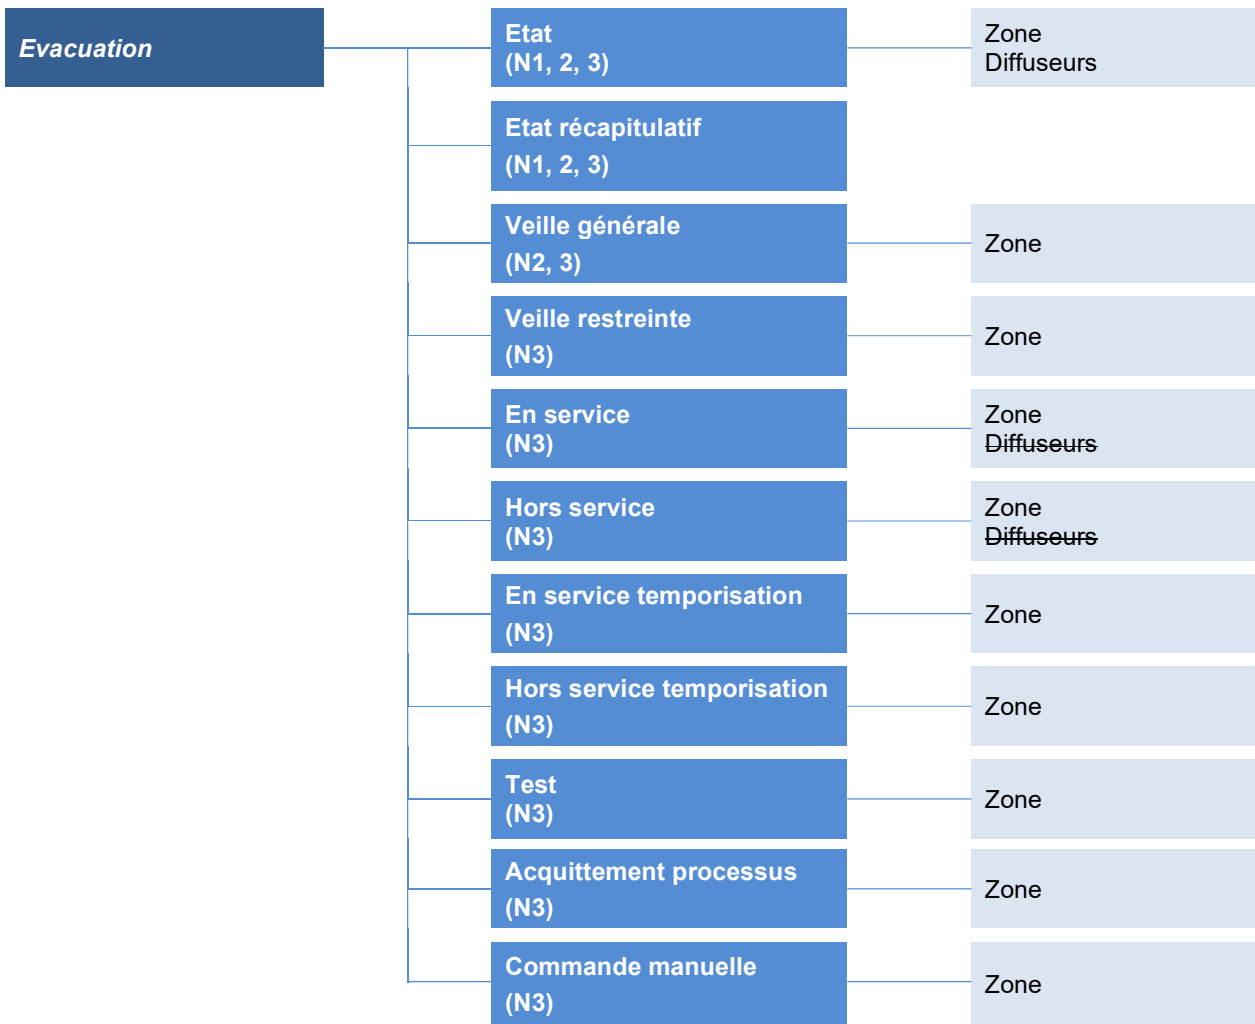 Evacuation
Etat
(N1, 2, 3)
Zone
Diffuseurs
Etat récapitulatif
(N1, 2, 3)
Veille générale
(N2, 3)
Zone
Veille restreinte
(N3)
Zone
En service
(N3)
Zone
Diffuseurs
Hors service
(N3)
Zone
Diffuseurs
En service temporisation
(N3)
Zone
Hors service temporisation
(N3)
Zone
Test
(N3)
Zone
Acquittement processus
(N3)
Zone
Commande manuelle
(N3)
Zone